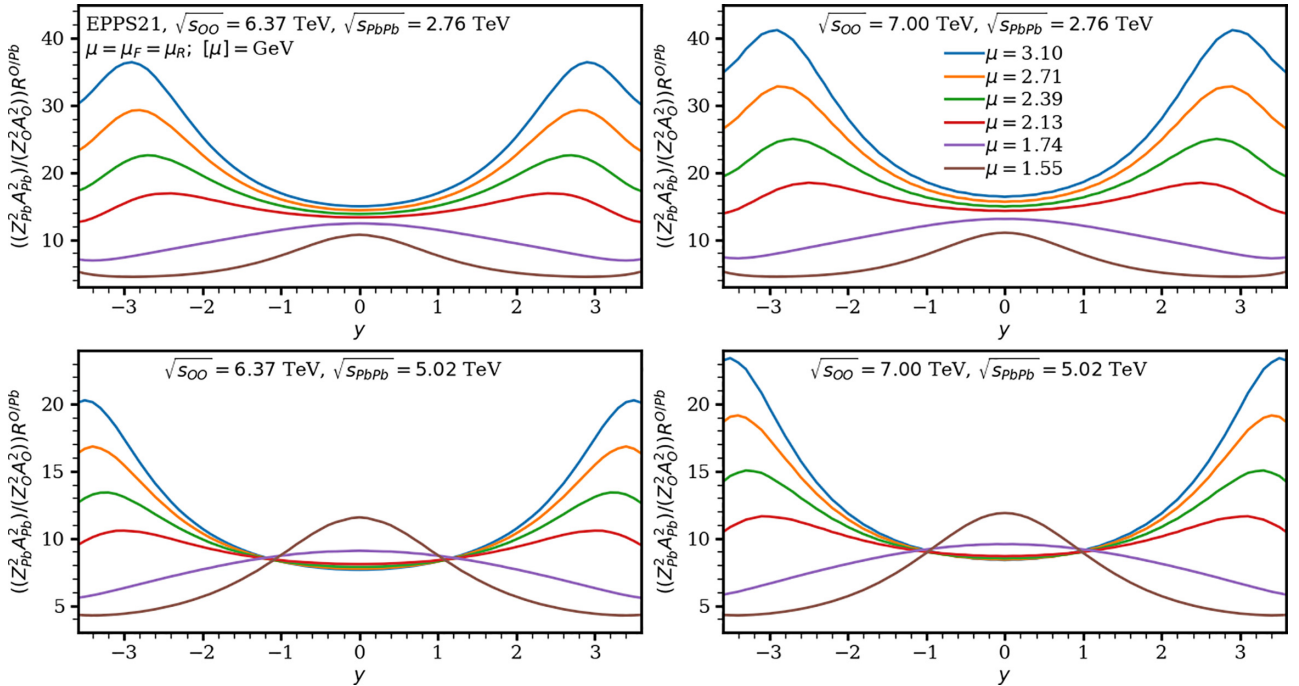 EPPS21, √s_OO = 6.37 TeV, √s_PbPb = 2.76 TeV
μ = μ_F = μ_R; [μ] = GeV
((Z²_Pb A²_Pb)/(Z²_O A²_O))R^O/Pb
40
30
20
10
−3 −2 −1 0 1 2 3
y
√s_OO = 7.00 TeV, √s_PbPb = 2.76 TeV
μ = 3.10
μ = 2.71
μ = 2.39
μ = 2.13
μ = 1.74
μ = 1.55
((Z²_Pb A²_Pb)/(Z²_O A²_O))R^O/Pb
40
30
20
10
−3 −2 −1 0 1 2 3
y
√s_OO = 6.37 TeV, √s_PbPb = 5.02 TeV
((Z²_Pb A²_Pb)/(Z²_O A²_O))R^O/Pb
20
15
10
5
−3 −2 −1 0 1 2 3
y
√s_OO = 7.00 TeV, √s_PbPb = 5.02 TeV
((Z²_Pb A²_Pb)/(Z²_O A²_O))R^O/Pb
20
15
10
5
−3 −2 −1 0 1 2 3
y